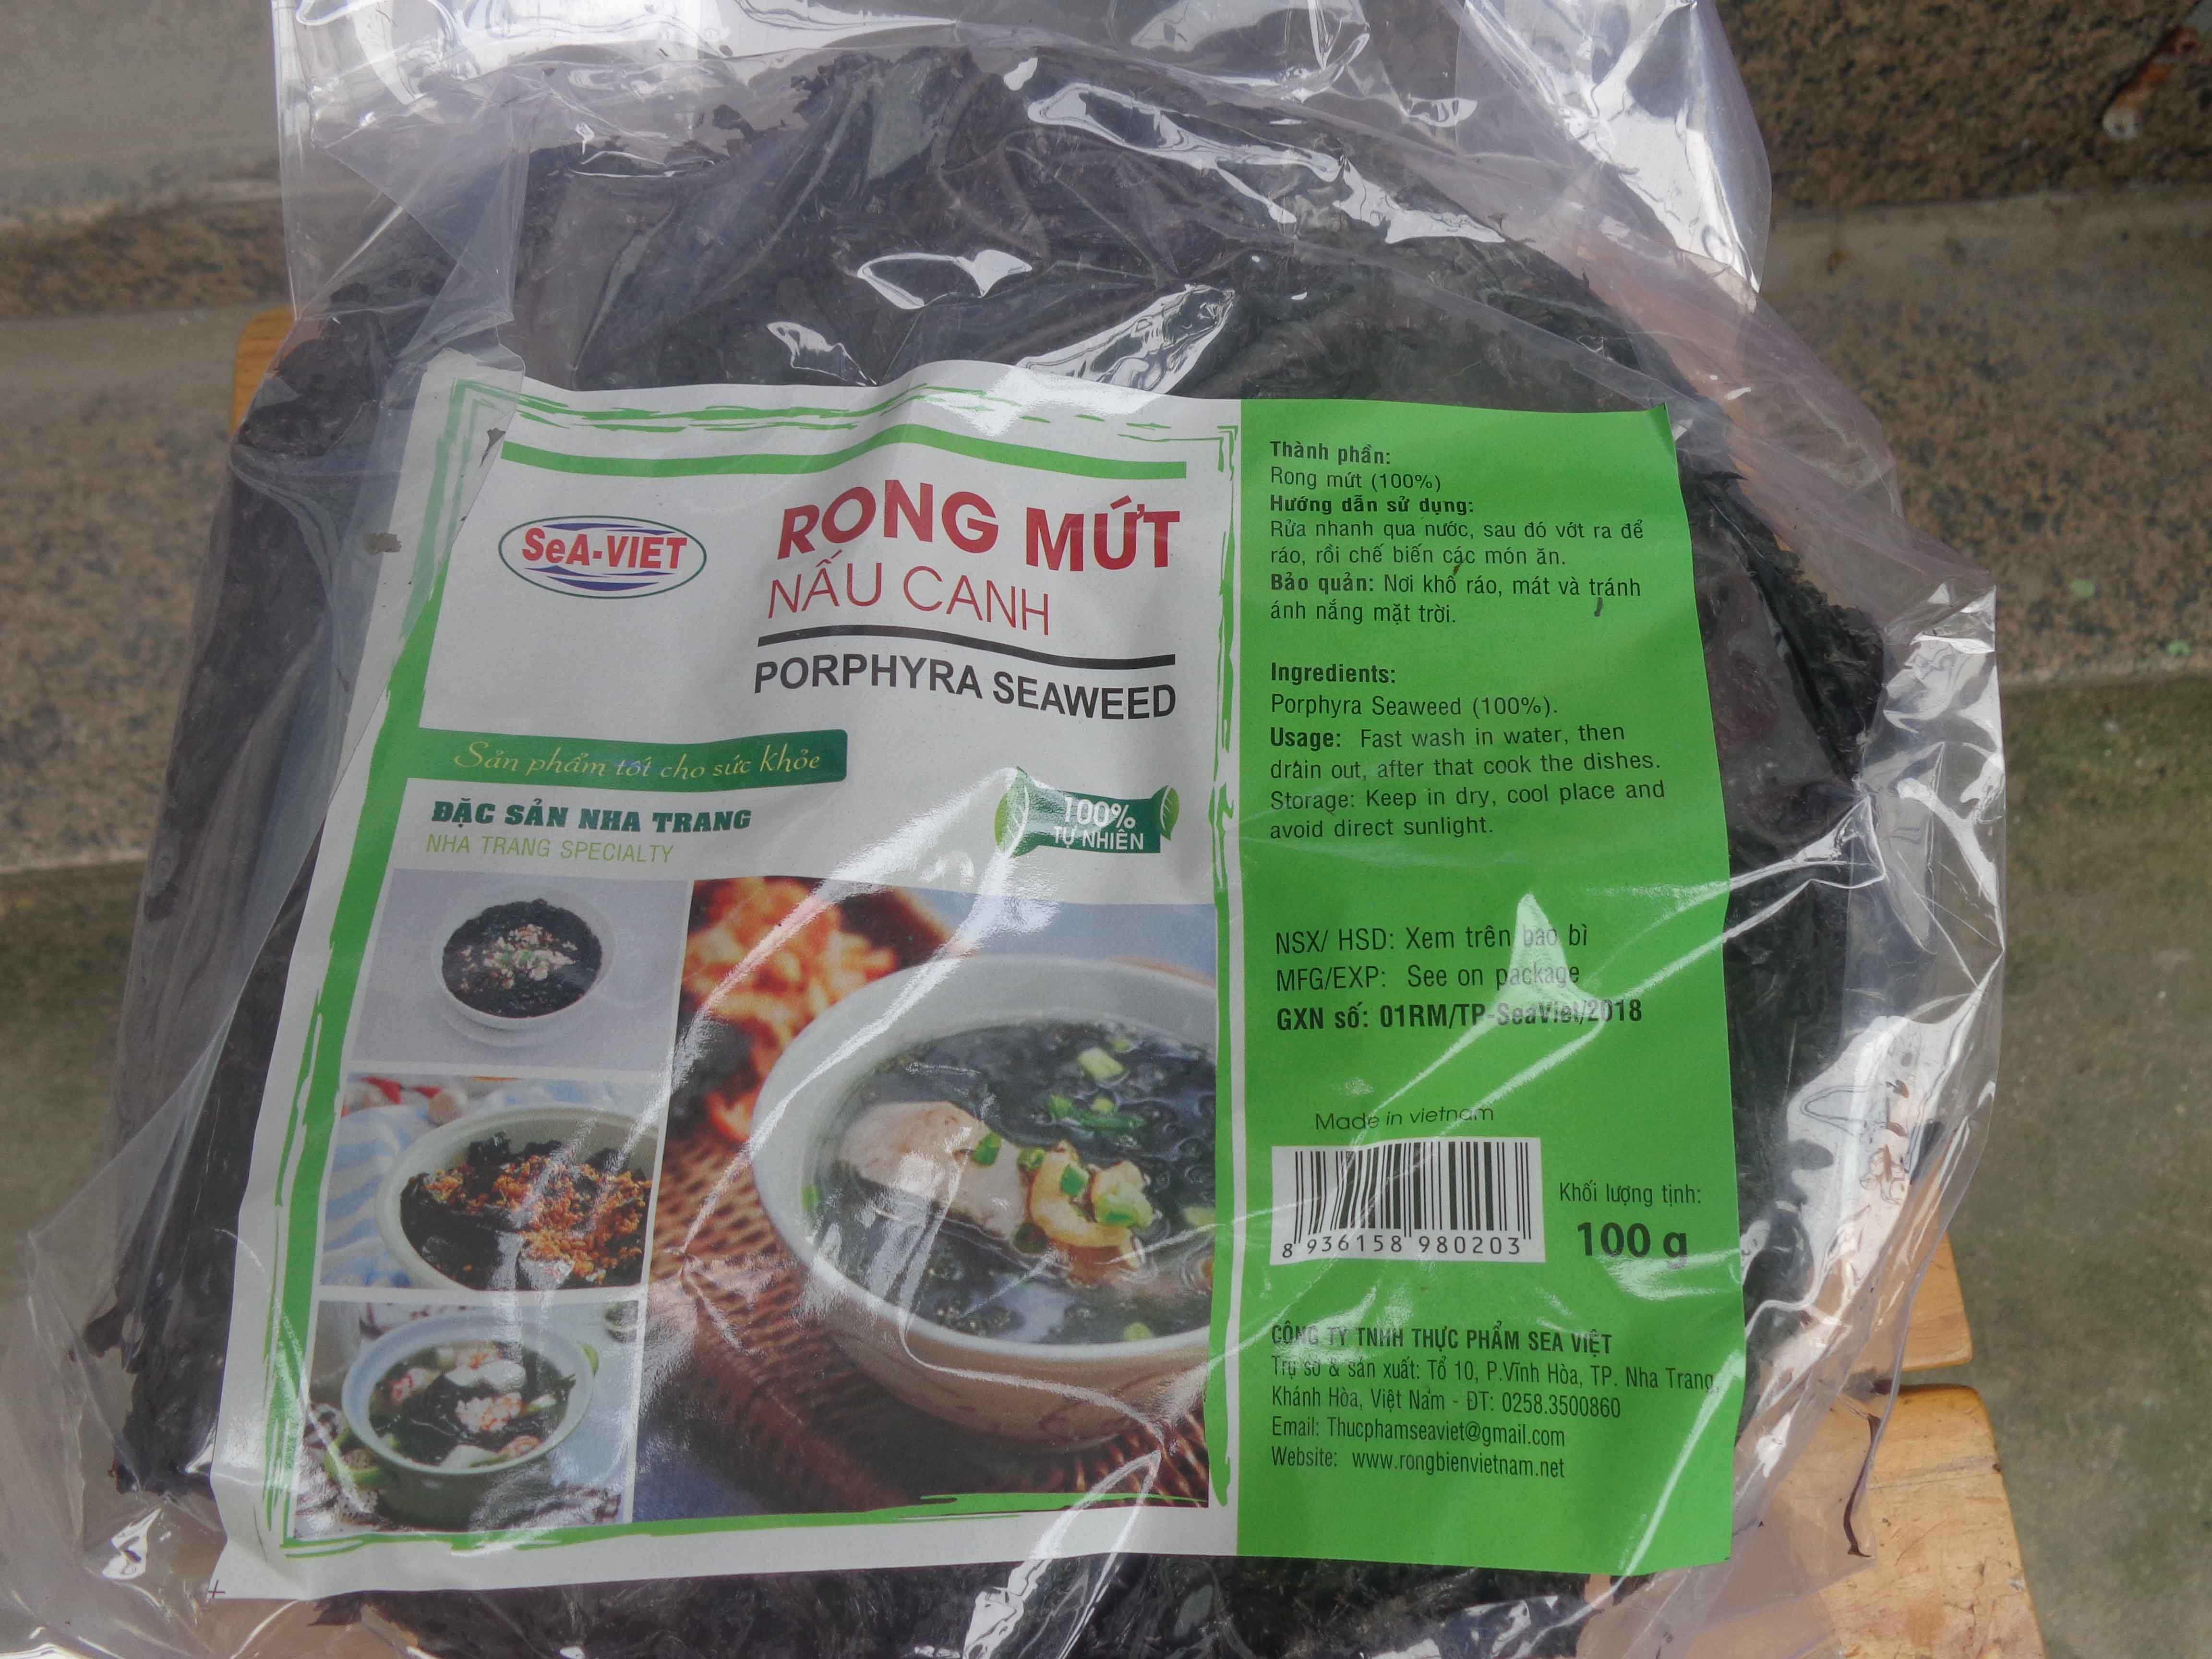 SeA-VIET
RONG MỨT
NẤU CANH
PORPHYRA SEAWEED
Sản phẩm tốt cho sức khỏe
ĐẶC SẢN NHA TRANG
NHA TRANG SPECIALTY
100%
TỰ NHIÊN
Thành phần:
Rong mứt (100%)
Hướng dẫn sử dụng:
Rửa nhanh qua nước, sau đó vớt ra để
ráo, rồi chế biến các món ăn.
Bảo quản: Nơi khô ráo, mát và tránh
ánh nắng mặt trời.
Ingredients:
Porphyra Seaweed (100%).
Usage: Fast wash in water, then
drain out, after that cook the dishes.
Storage: Keep in dry, cool place and
avoid direct sunlight.
NSX/ HSD: Xem trên bao bì
MFG/EXP: See on package
GXN số: 01RM/TP-SeaViet/2018
Made in vietnam
8 936158 980203
Khối lượng tịnh:
100 g
CÔNG TY TNHH THỰC PHẨM SEA VIỆT
Trụ sở & sản xuất: Tổ 10, P.Vĩnh Hòa, TP. Nha Trang,
Khánh Hòa, Việt Nam - ĐT: 0258.3500860
Email: Thucphamseaviet@gmail.com
Website: www.rongbienvietnam.net